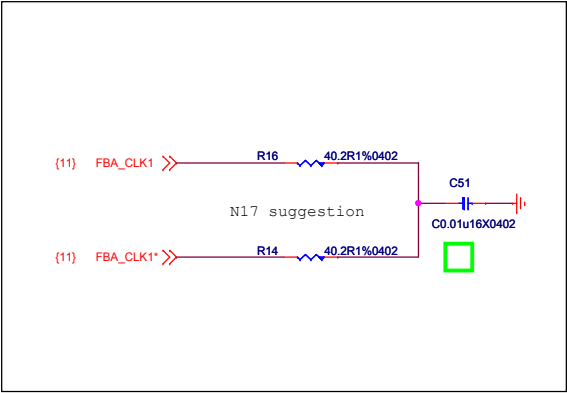 R16 40.2R1%0402
{11} FBA_CLK1
C51
N17 suggestion
C0.01u16X0402
R14 40.2R1%0402
{11} FBA_CLK1*